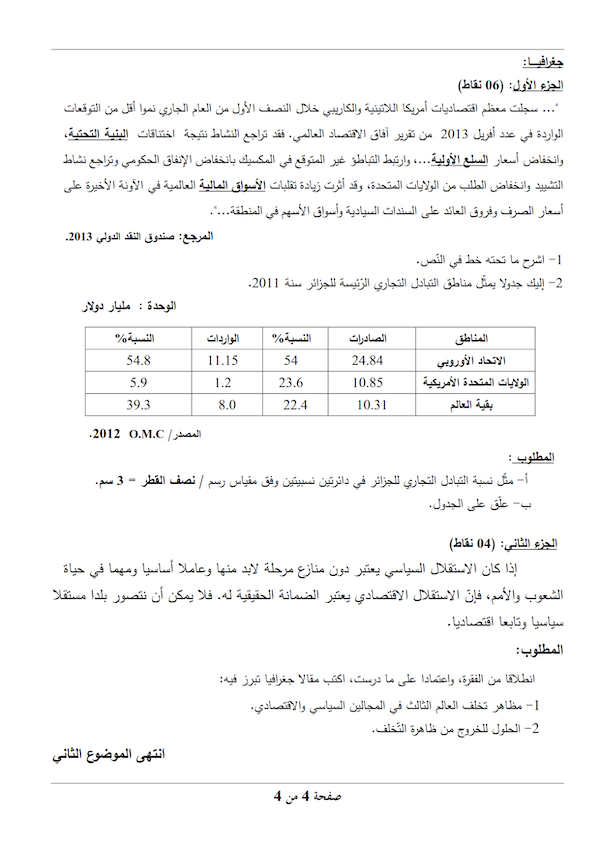 جغرافيــا:
الجزء الأول: (06 نقاط)
"... سجلت معظم اقتصاديات أمريكا اللاتينية والكاريبي خلال النصف الأول من العام الجاري نموا أقل من التوقعات
الواردة في عدد أفريل 2013 من تقرير آفاق الاقتصاد العالمي. فقد تراجع النشاط نتيجة اختناقات البنية التحتية،
وانخفاض أسعار السلع الأولية...، وارتبط التباطؤ غير المتوقع في المكسيك بانخفاض الإنفاق الحكومي وتراجع نشاط
التشييد وانخفاض الطلب من الولايات المتحدة، وقد أثرت زيادة تقلبات الأسواق المالية العالمية في الآونة الأخيرة على
أسعار الصرف وفروق العائد على السندات السيادية وأسواق الأسهم في المنطقة...".
المرجع: صندوق النقد الدولي 2013.
1- اشرح ما تحته خط في النّص.
2- إليك جدولا يمثّل مناطق التبادل التجاري الرّئيسة للجزائر سنة 2011.
الوحدة : مليار دولار
المناطق الصادرات النسبة% الواردات النسبة%
الاتحاد الأوروبي 24.84 54 11.15 54.8
الولايات المتحدة الأمريكية 10.85 23.6 1.2 5.9
بقية العالم 10.31 22.4 8.0 39.3
المصدر/ O.M.C 2012.
المطلوب :
أ- مثّل نسبة التبادل التجاري للجزائر في دائرتين نسبيتين وفق مقياس رسم / نصف القطر = 3 سم.
ب- علّق على الجدول.
الجزء الثاني: (04 نقاط)
إذا كان الاستقلال السياسي يعتبر دون منازع مرحلة لابد منها وعاملا أساسيا ومهما في حياة
الشعوب والأمم، فإنّ الاستقلال الاقتصادي يعتبر الضمانة الحقيقية له. فلا يمكن أن نتصور بلدا مستقلا
سياسيا وتابعا اقتصاديا.
المطلوب:
انطلاقا من الفقرة، واعتمادا على ما درست، اكتب مقالا جغرافيا تبرز فيه:
1- مظاهر تخلف العالم الثالث في المجالين السياسي والاقتصادي.
2- الحلول للخروج من ظاهرة التّخلف.
انتهى الموضوع الثاني
صفحة 4 من 4